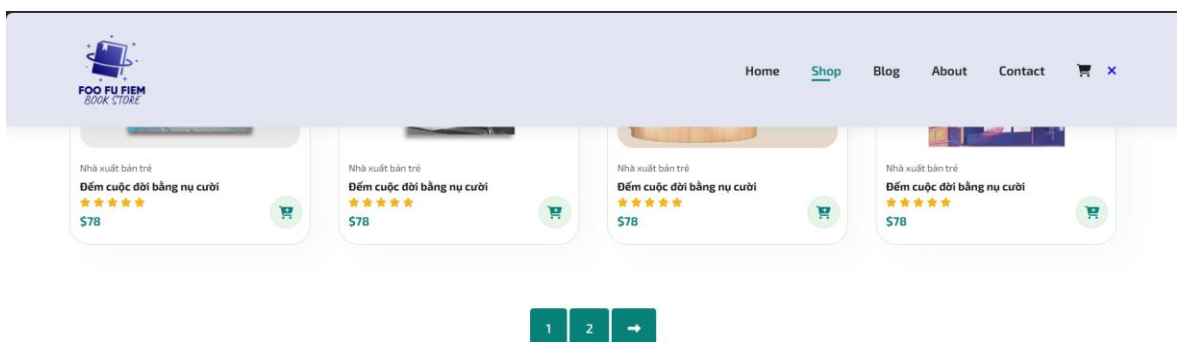 FOO FU FIEM
BOOK STORE
Home Shop Blog About Contact
Nhà xuất bản trẻ Nhà xuất bản trẻ Nhà xuất bản trẻ Nhà xuất bản trẻ
Đếm cuộc đời bằng nụ cười Đếm cuộc đời bằng nụ cười Đếm cuộc đời bằng nụ cười Đếm cuộc đời bằng nụ cười
$78 $78 $78 $78
1 2